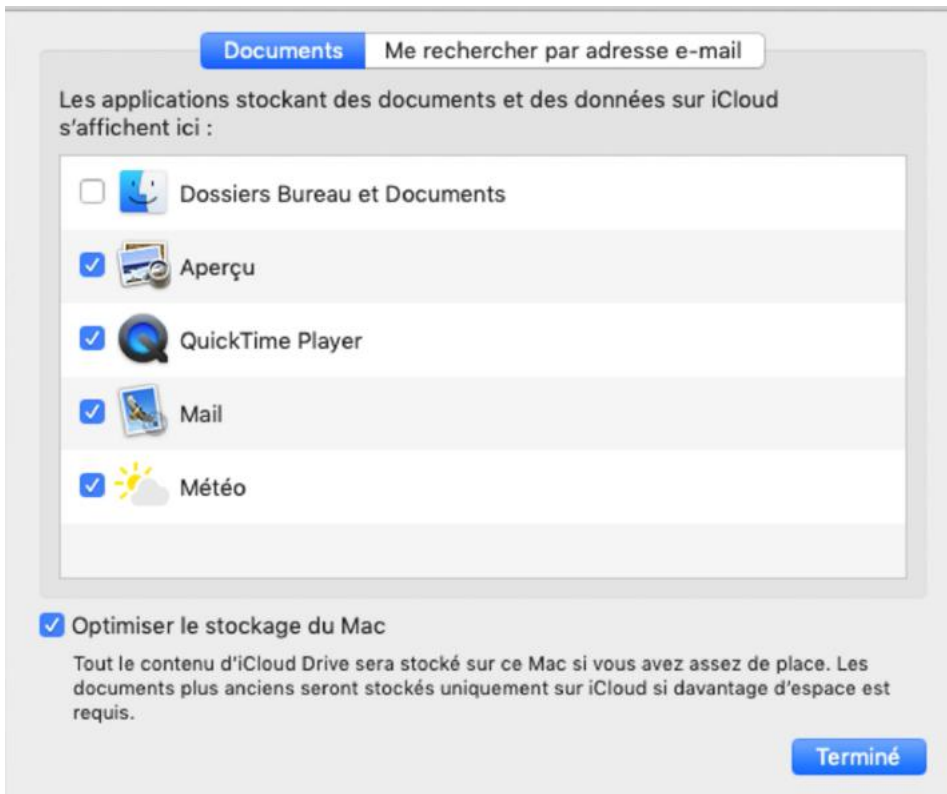 Documents
Me rechercher par adresse e-mail
Les applications stockant des documents et des données sur iCloud
s'affichent ici :
Dossiers Bureau et Documents
Aperçu
QuickTime Player
Mail
Météo
Optimiser le stockage du Mac
Tout le contenu d'iCloud Drive sera stocké sur ce Mac si vous avez assez de place. Les
documents plus anciens seront stockés uniquement sur iCloud si davantage d'espace est
requis.
Terminé